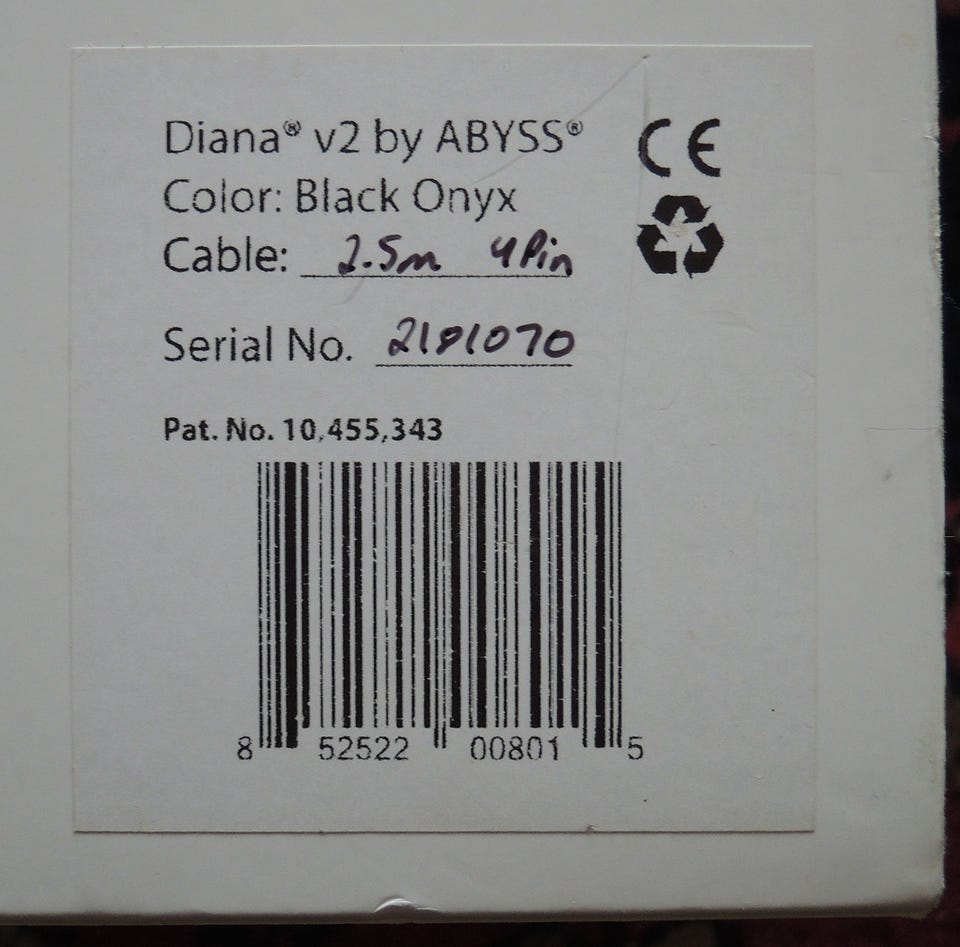 Diana® v2 by ABYSS®
CE
Color: Black Onyx
Cable: 2.5m 4Pin
Serial No. 2181070
Pat. No. 10,455,343
8 52522 00801 5